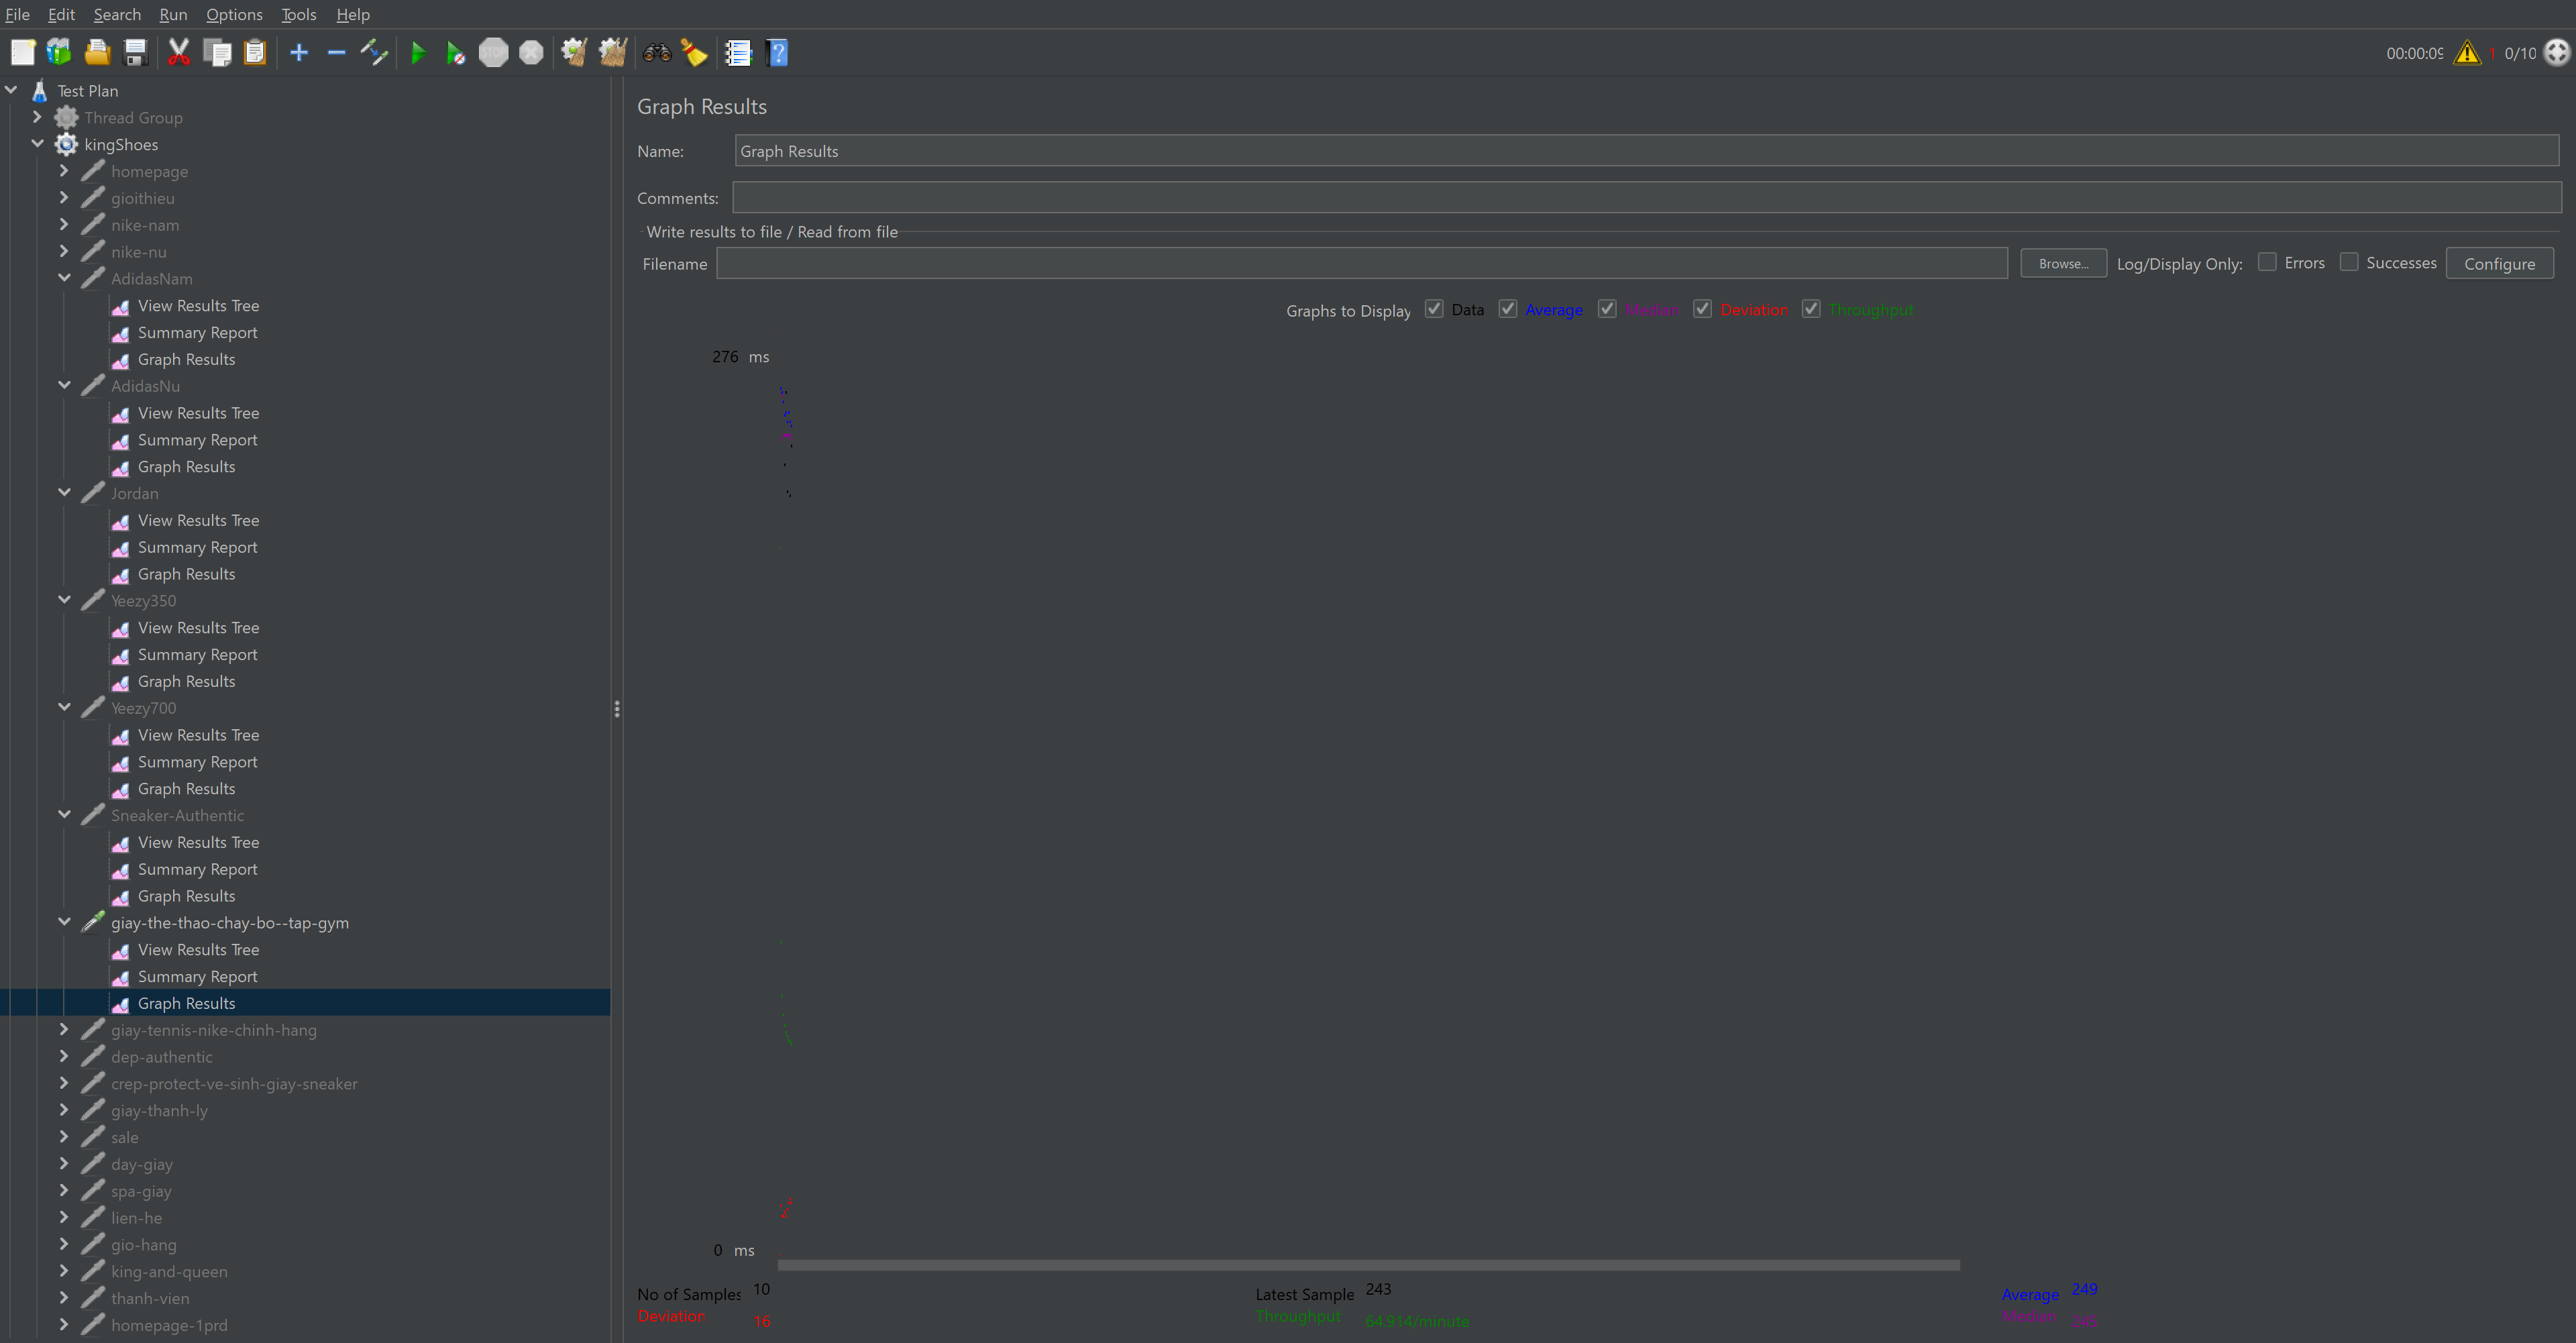 File Edit Search Run Options Tools Help
00:00:09 1 0/10
Test Plan
Thread Group
kingShoes
homepage
gioithieu
nike-nam
nike-nu
AdidasNam
View Results Tree
Summary Report
Graph Results
AdidasNu
View Results Tree
Summary Report
Graph Results
Jordan
View Results Tree
Summary Report
Graph Results
Yeezy350
View Results Tree
Summary Report
Graph Results
Yeezy700
View Results Tree
Summary Report
Graph Results
Sneaker-Authentic
View Results Tree
Summary Report
Graph Results
giay-the-thao-chay-bo--tap-gym
View Results Tree
Summary Report
Graph Results
giay-tennis-nike-chinh-hang
dep-authentic
crep-protect-ve-sinh-giay-sneaker
giay-thanh-ly
sale
day-giay
spa-giay
lien-he
gio-hang
king-and-queen
thanh-vien
homepage-1prd
Graph Results
Name: Graph Results
Comments:
Write results to file / Read from file
Filename Browse... Log/Display Only: Errors Successes Configure
Graphs to Display Data Average Median Deviation Throughput
276 ms
0 ms
No of Samples 10 Latest Sample 243 Average 249
Deviation 16 Throughput 64.914/minute Median 245